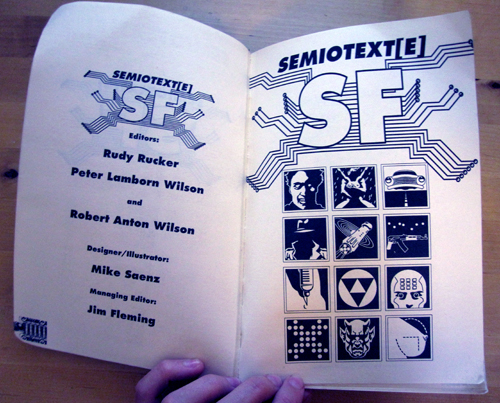 SEMIOTEXT[E]
SF
Editors:
Rudy Rucker
Peter Lamborn Wilson
and
Robert Anton Wilson
Designer/Illustrator:
Mike Saenz
Managing Editor:
Jim Fleming
SEMIOTEXT[E]
SF